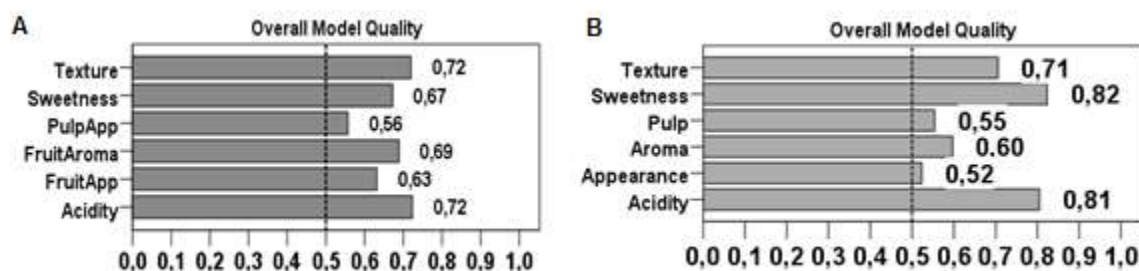 A
Overall Model Quality
Texture 0,72
Sweetness 0,67
PulpApp 0,56
FruitAroma 0,69
FruitApp 0,63
Acidity 0,72
0,0 0,1 0,2 0,3 0,4 0,5 0,6 0,7 0,8 0,9 1,0
B
Overall Model Quality
Texture 0,71
Sweetness 0,82
Pulp 0,55
Aroma 0.60
Appearance 0,52
Acidity 0,81
0,0 0,1 0,2 0,3 0,4 0,5 0,6 0,7 0,8 0,9 1,0